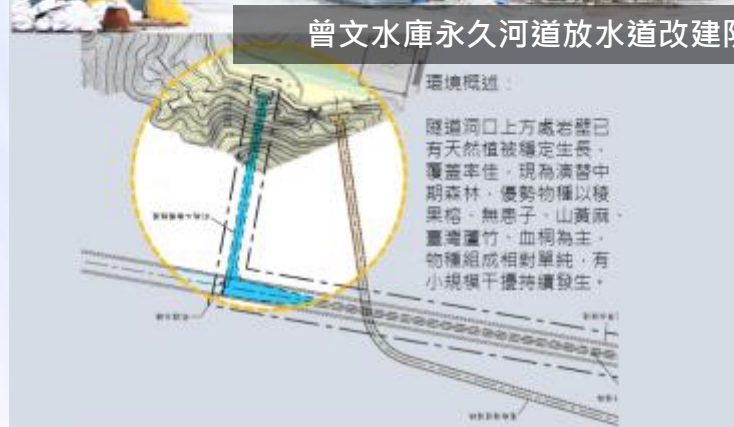 曾文水庫永久河道放水道改建
環境概述：
隧道洞口上方處岩壁已
有天然植被穩定生長，
覆蓋率佳，現為演替中
期森林，優勢物種以稜
果榕、無患子、山黃麻、
臺灣蘆竹、血桐為主，
物種組成相對單純，有
小規模干擾持續發生。